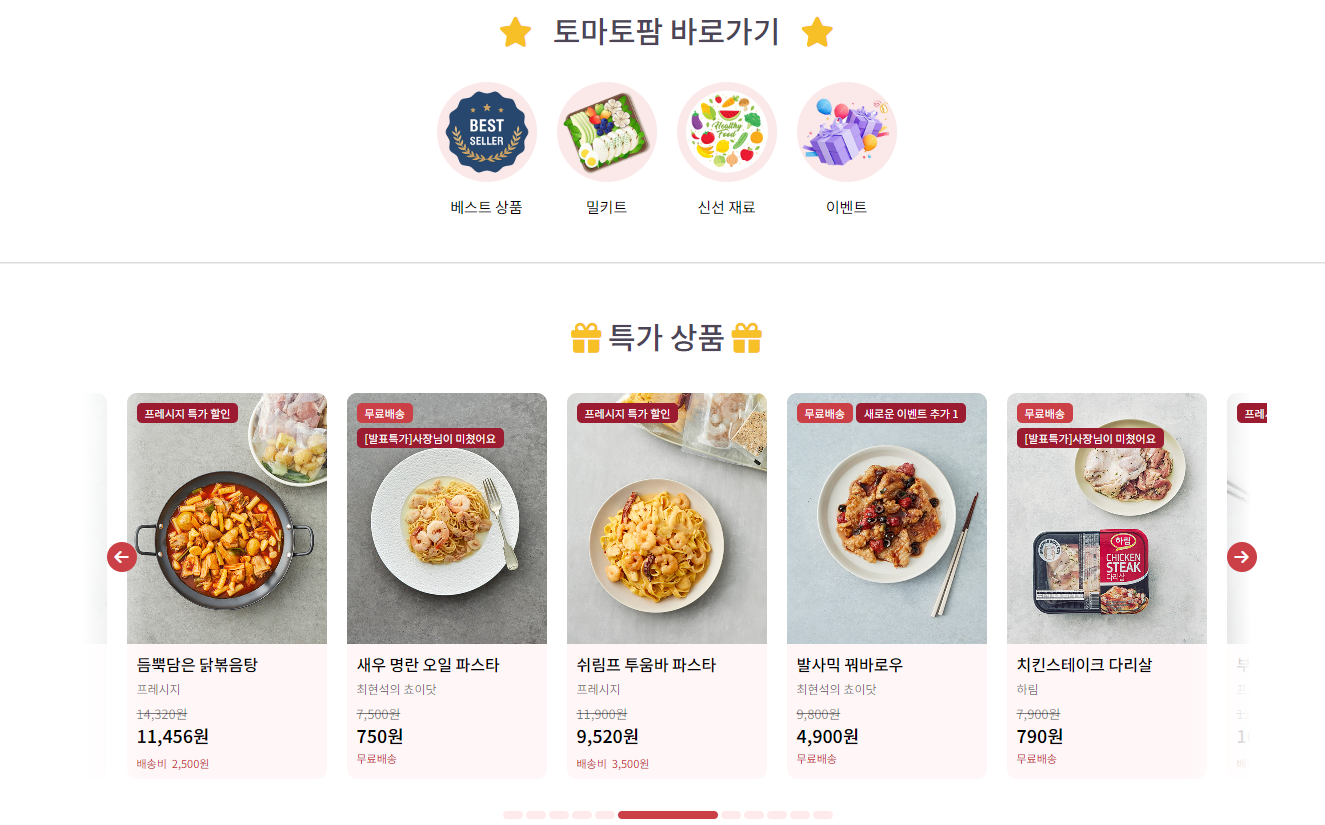 토마토팜 바로가기
BEST
SELLER
Healthy
Food
베스트 상품
밀키트
신선 재료
이벤트
특가 상품
프레시지 특가 할인
듬뿍담은 닭볶음탕
프레시지
14,320원
11,456원
배송비 2,500원
무료배송
[발표특가]사장님이 미쳤어요
새우 명란 오일 파스타
최현석의 쵸이닷
7,500원
750원
무료배송
프레시지 특가 할인
쉬림프 투움바 파스타
프레시지
11,900원
9,520원
배송비 3,500원
무료배송 새로운 이벤트 추가 1
발사믹 꿔바로우
최현석의 쵸이닷
9,800원
4,900원
무료배송
무료배송
[발표특가]사장님이 미쳤어요
하림
CHICKEN
STEAK
다리살
치킨스테이크 다리살
하림
7,900원
790원
무료배송
프레